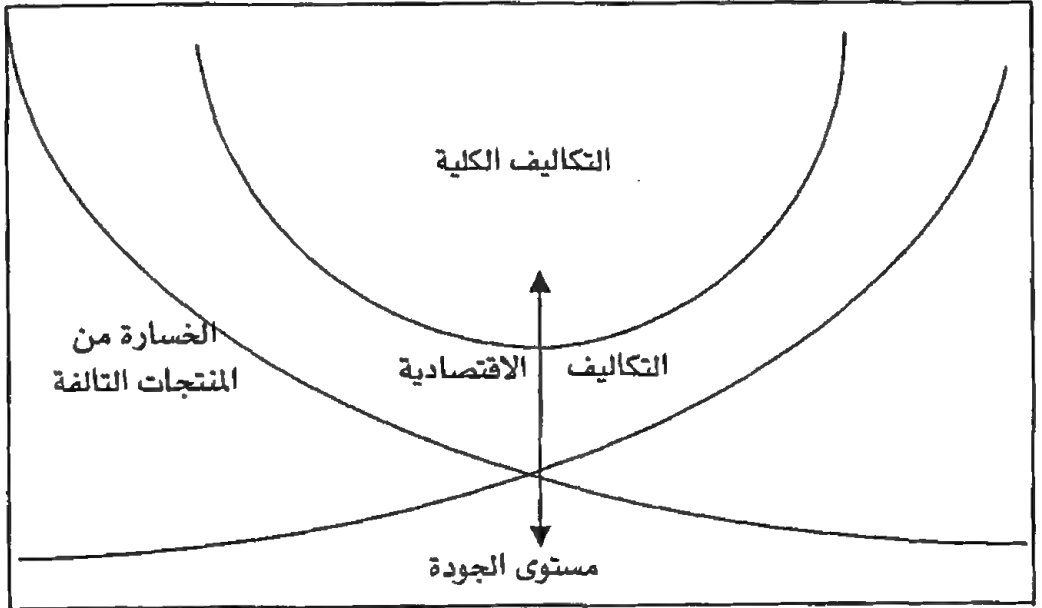 التكاليف الكلية
الخسارة من
المنتجات التالفة
التكاليف الاقتصادية
مستوى الجودة